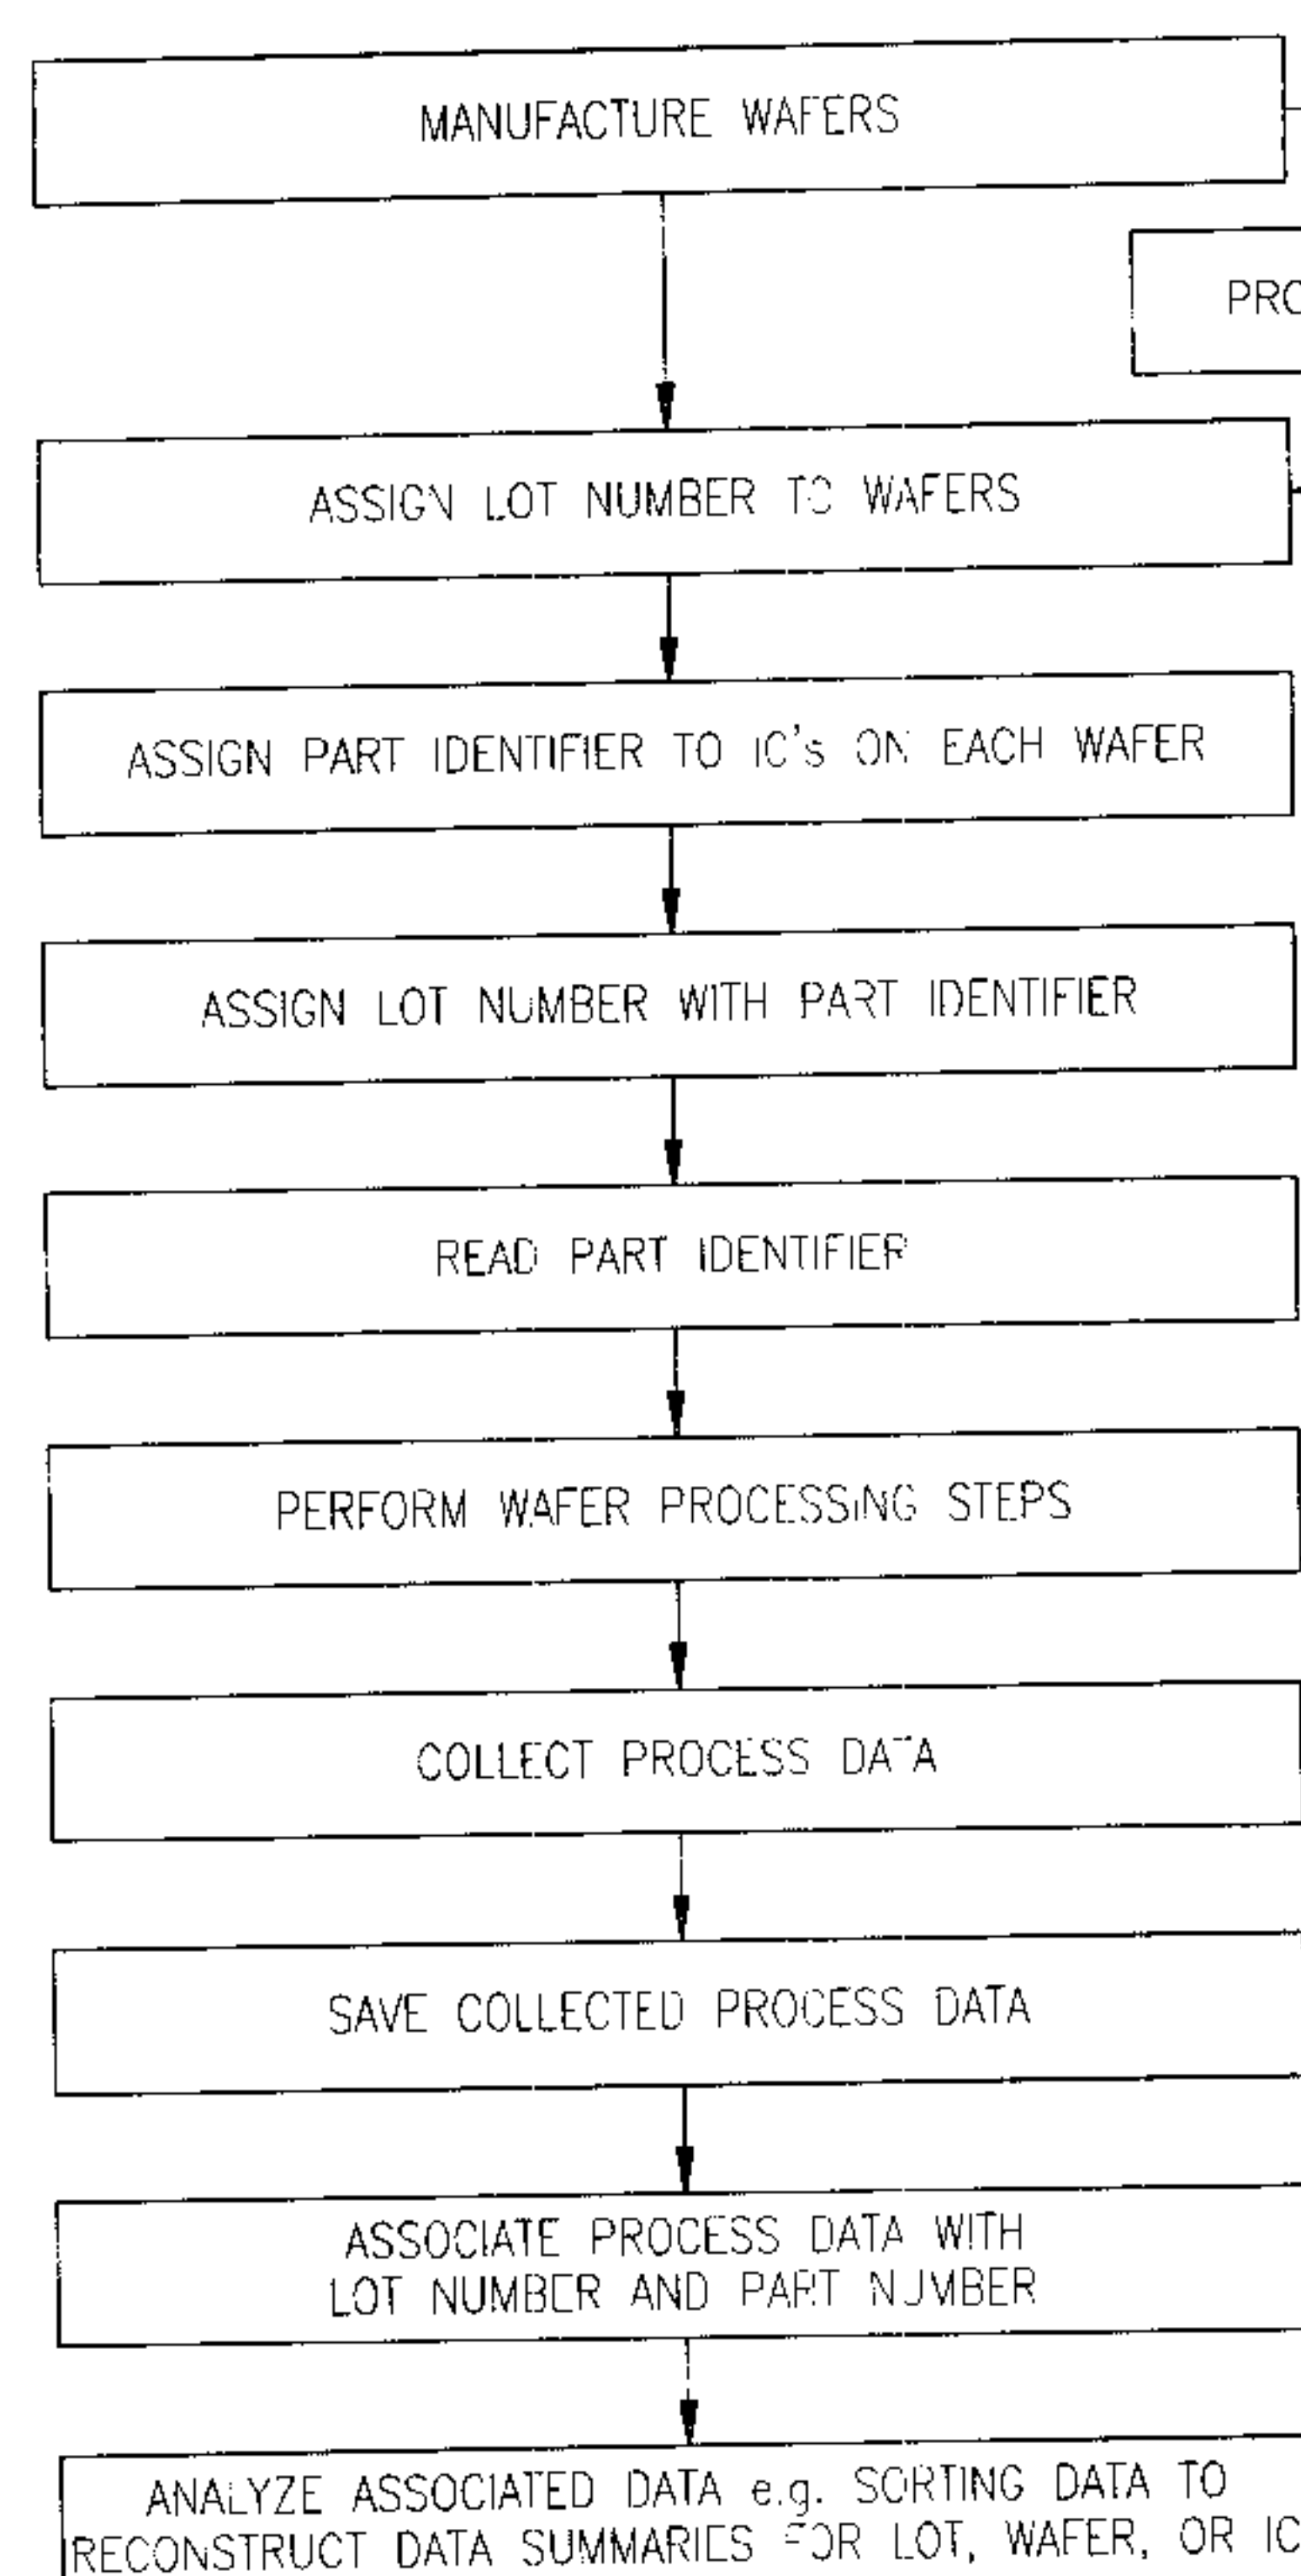 MANUFACTURE WAFERS
ASSIGN LOT NUMBER TO WAFERS
ASSIGN PART IDENTIFIER TO IC's ON EACH WAFER
ASSIGN LOT NUMBER WITH PART IDENTIFIER
READ PART IDENTIFIER
PERFORM WAFER PROCESSING STEPS
COLLECT PROCESS DATA
SAVE COLLECTED PROCESS DATA
ASSOCIATE PROCESS DATA WITH
LOT NUMBER AND PART NUMBER
ANALYZE ASSOCIATED DATA e.g. SORTING DATA TO
RECONSTRUCT DATA SUMMARIES FOR LOT, WAFER, OR IC